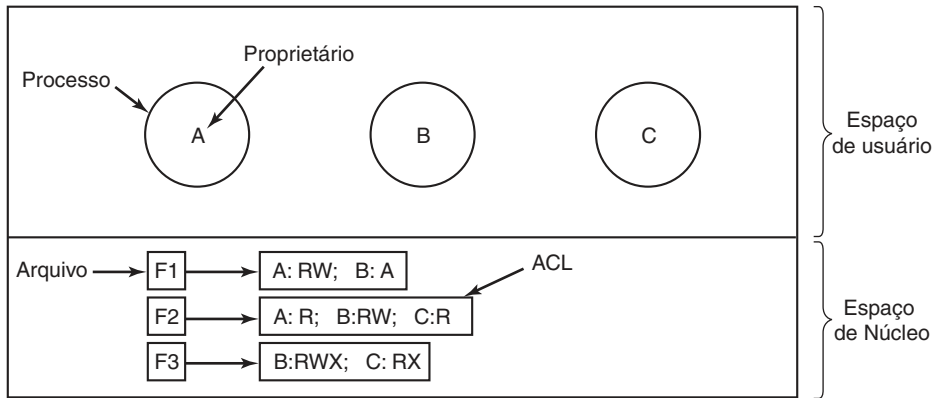 Proprietário
Processo
A
B
C
Espaço
de usuário
Arquivo
F1
A: RW; B: A
ACL
F2
A: R; B:RW; C:R
F3
B:RWX; C: RX
Espaço
de Núcleo